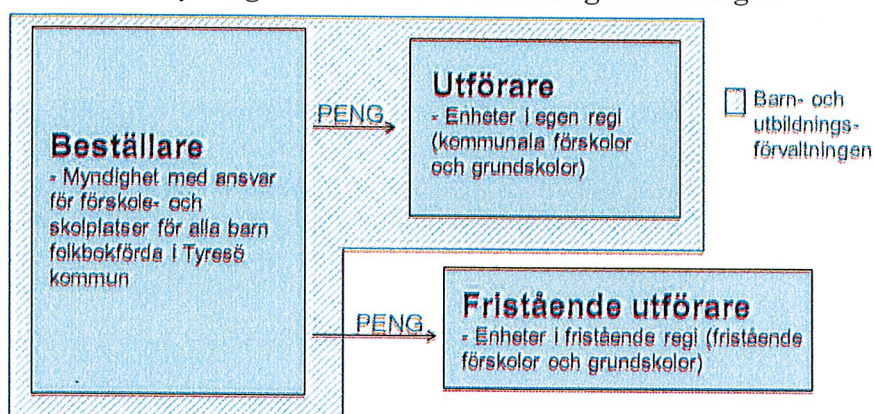 Beställare
- Myndighet med ansvar
för förskole- och
skolplatser för alla barn
folkbokförda i Tyresö
kommun
PENG
Utförare
- Enheter i egen regi
(kommunala förskolor
och grundskolor)
Barn- och
utbildnings-
förvaltningen
PENG
Fristående utförare
- Enheter i fristående regi (fristående
förskolor och grundskolor)